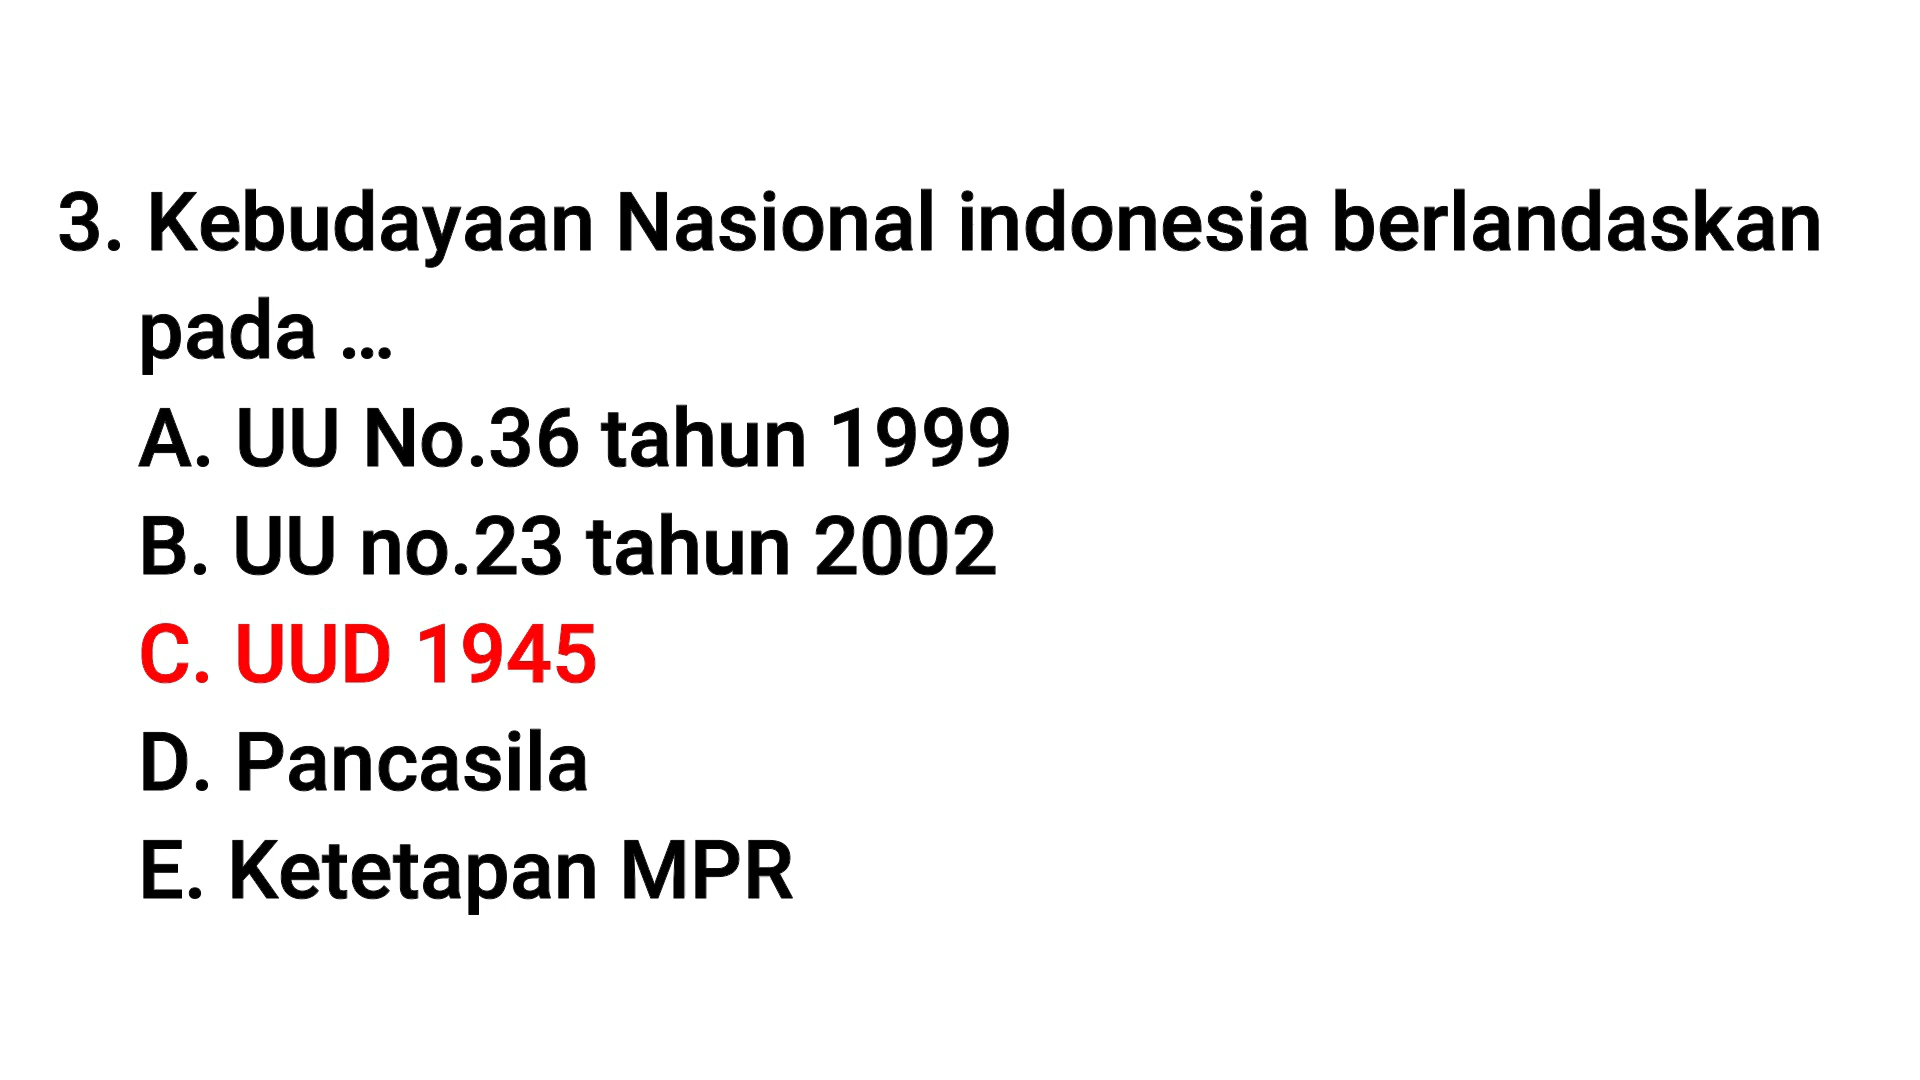 3. Kebudayaan Nasional indonesia berlandaskan
pada ...
A. UU No.36 tahun 1999
B. UU no.23 tahun 2002
C. UUD 1945
D. Pancasila
E. Ketetapan MPR